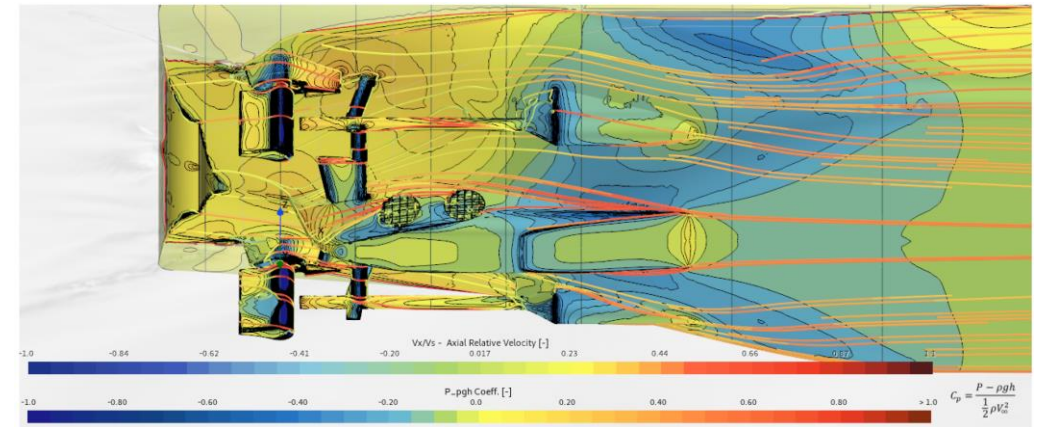 Vx/Vs - Axial Relative Velocity [-]
-1.0 -0.84 -0.62 -0.41 -0.20 0.017 0.23 0.44 0.66
P_ρgh Coeff. [-]
-1.0 -0.80 -0.60 -0.40 -0.20 0.0 0.20 0.40 0.60 0.80 > 1.0
C_p = (P − ρgh) / (½ρV_∞²)